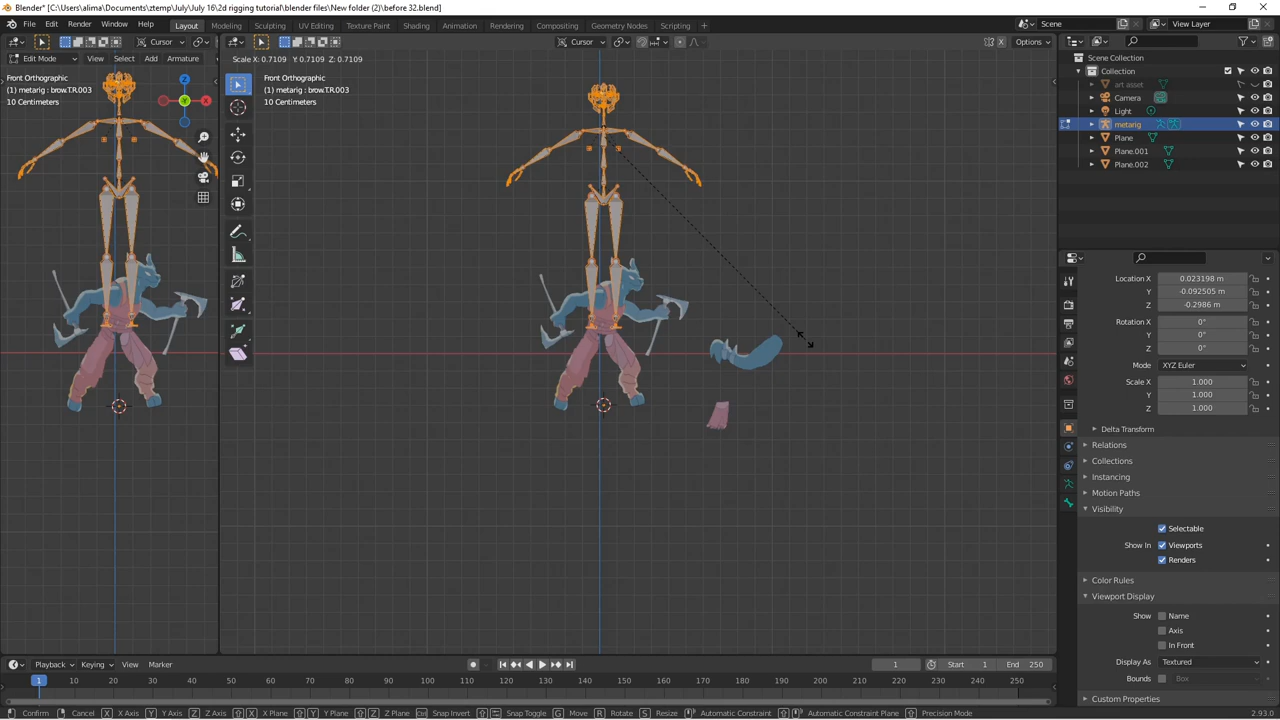 Blender* [C:\Users\alima\Documents\ztemp\July\July 16\2d rigging tutorial\blender files\New folder (2)\before 32.blend]
File Edit Render Window Help Layout Modeling Sculpting UV Editing Texture Paint Shading Animation Rendering Compositing Geometry Nodes Scripting + Scene View Layer
Cursor Cursor Options
Edit Mode View Select Add Armature Scale X: 0.7109 Y: 0.7109 Z: 0.7109
Front Orthographic
(1) metarig : brow.T.R.003
10 Centimeters
Front Orthographic
(1) metarig : brow.T.R.003
10 Centimeters
Z
X
Y
Scene Collection
Collection
art asset
Camera
Light
metarig
Plane
Plane.001
Plane.002
Location X 0.023198 m
Y -0.092505 m
Z -0.2986 m
Rotation X 0°
Y 0°
Z 0°
Mode XYZ Euler
Scale X 1.000
Y 1.000
Z 1.000
Delta Transform
Relations
Collections
Instancing
Motion Paths
Visibility
Selectable
Show In Viewports
Renders
Color Rules
Viewport Display
Show Name
Axis
In Front
Display As Textured
Bounds Box
Custom Properties
Playback Keying View Marker 1 Start 1 End 250
1 10 20 30 40 50 60 70 80 90 100 110 120 130 140 150 160 170 180 190 200 210 220 230 240 250
Confirm Cancel X X Axis Y Y Axis Z Z Axis X X Plane Y Y Plane Z Z Plane Ctrl Snap Invert Snap Toggle G Move R Rotate S Resize Automatic Constraint Automatic Constraint Plane Precision Mode 2.93.0